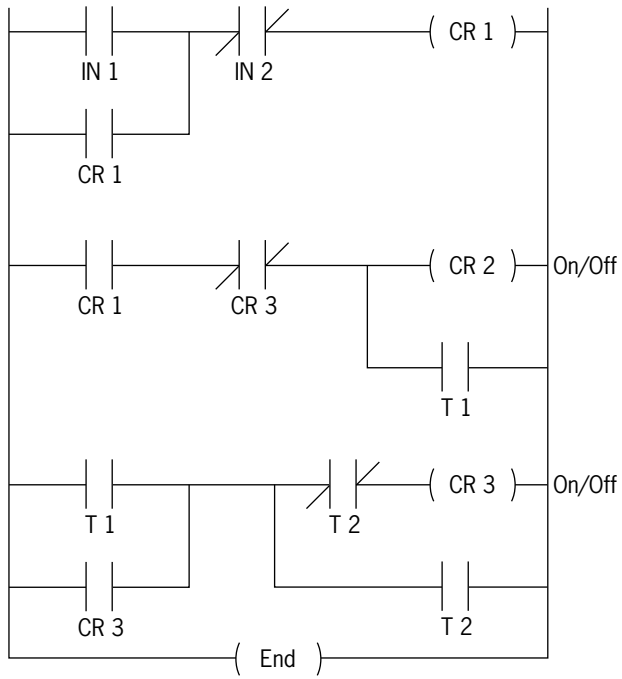 CR 1
IN 1 IN 2
CR 1
CR 2 On/Off
CR 1 CR 3
T 1
CR 3 On/Off
T 1 T 2
CR 3 T 2
End